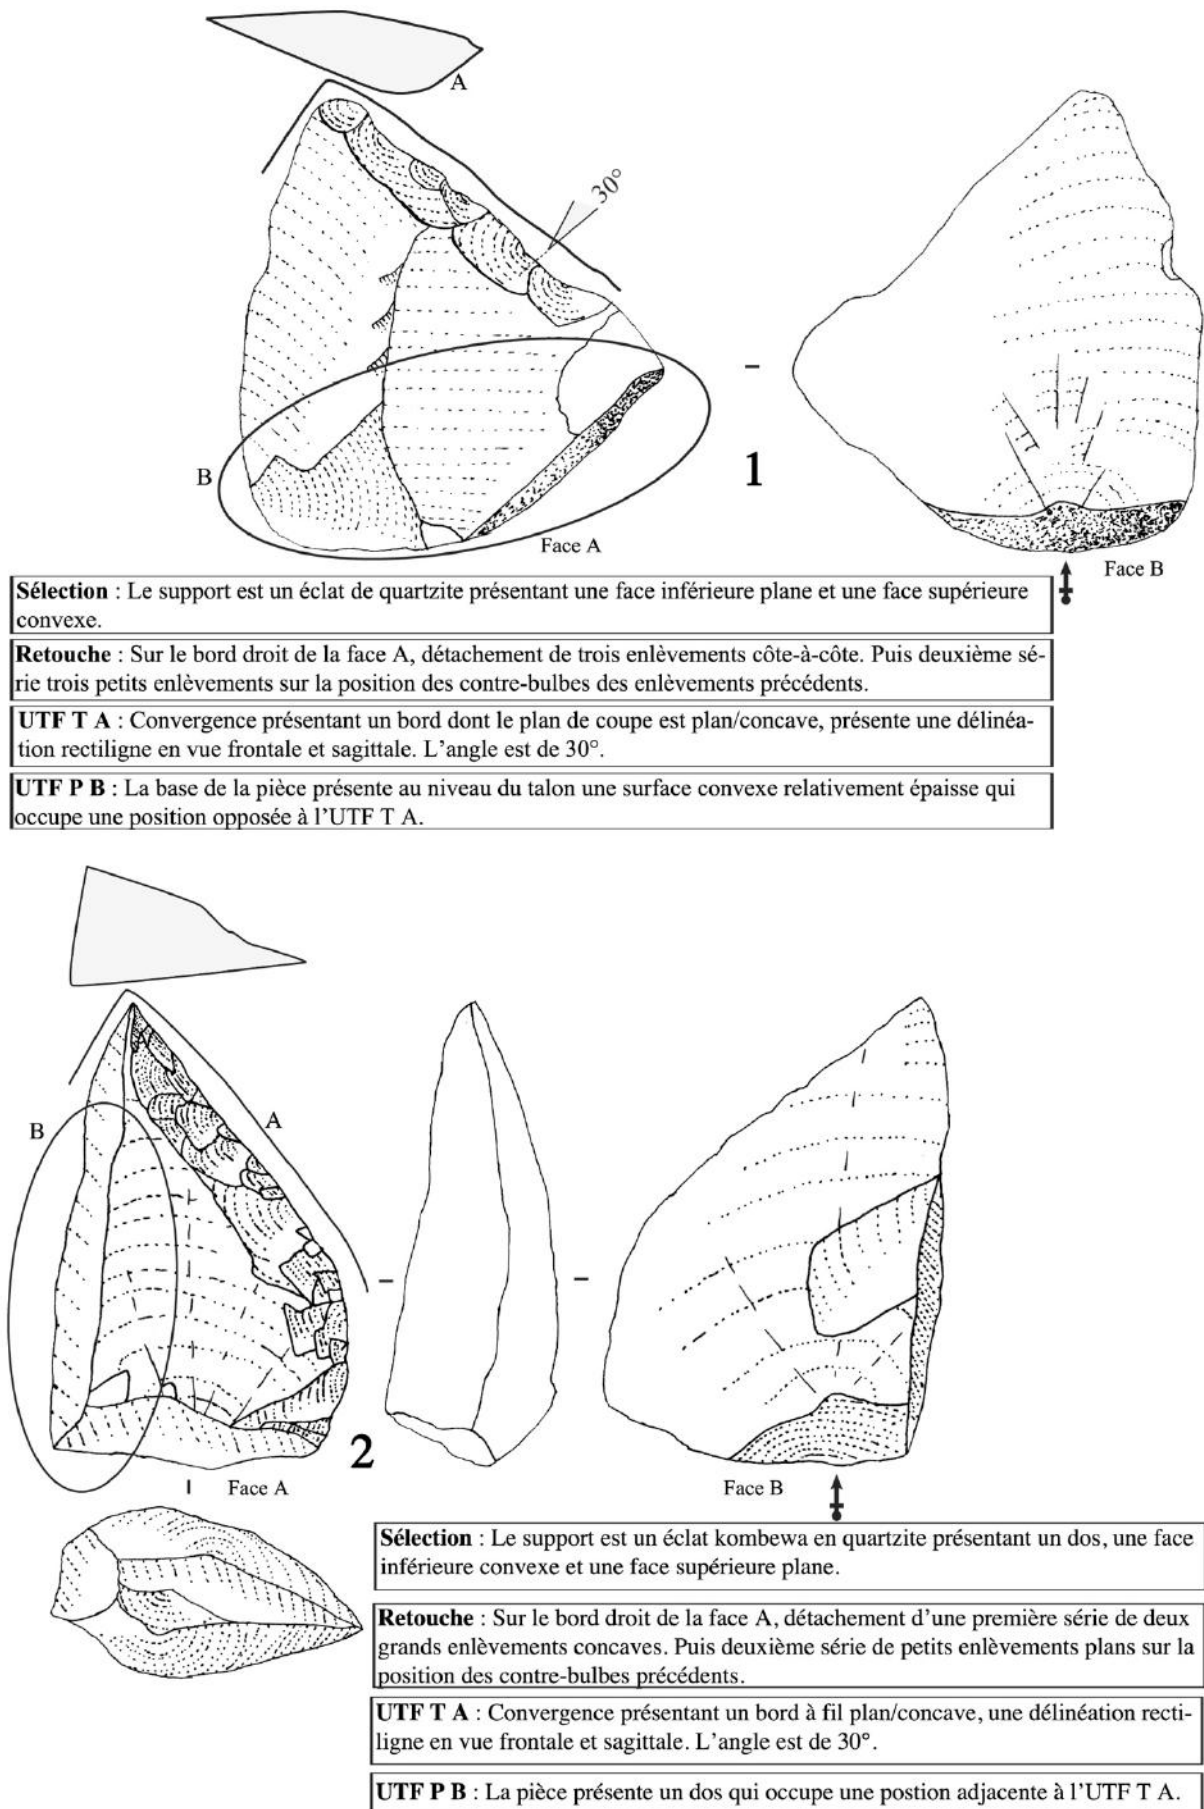 A
30°
B
1
Face A
Face B
Sélection : Le support est un éclat de quartzite présentant une face inférieure plane et une face supérieure
convexe.
Retouche : Sur le bord droit de la face A, détachement de trois enlèvements côte-à-côte. Puis deuxième sé-
rie trois petits enlèvements sur la position des contre-bulbes des enlèvements précédents.
UTF T A : Convergence présentant un bord dont le plan de coupe est plan/concave, présente une délinéa-
tion rectiligne en vue frontale et sagittale. L'angle est de 30°.
UTF P B : La base de la pièce présente au niveau du talon une surface convexe relativement épaisse qui
occupe une position opposée à l'UTF T A.
A
B
2
Face A
Face B
Sélection : Le support est un éclat kombewa en quartzite présentant un dos, une face
inférieure convexe et une face supérieure plane.
Retouche : Sur le bord droit de la face A, détachement d'une première série de deux
grands enlèvements concaves. Puis deuxième série de petits enlèvements plans sur la
position des contre-bulbes précédents.
UTF T A : Convergence présentant un bord à fil plan/concave, une délinéation recti-
ligne en vue frontale et sagittale. L'angle est de 30°.
UTF P B : La pièce présente un dos qui occupe une postion adjacente à l'UTF T A.